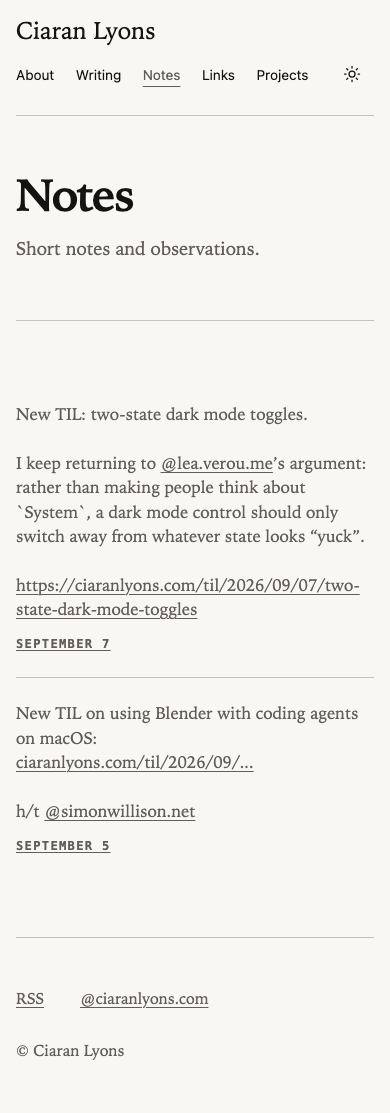 Ciaran Lyons
About Writing Notes Links Projects
Notes
Short notes and observations.
New TIL: two-state dark mode toggles.
I keep returning to @lea.verou.me’s argument:
rather than making people think about
`System`, a dark mode control should only
switch away from whatever state looks “yuck”.
https://ciaranlyons.com/til/2026/09/07/two-
state-dark-mode-toggles
SEPTEMBER 7
New TIL on using Blender with coding agents
on macOS:
ciaranlyons.com/til/2026/09/...
h/t @simonwillison.net
SEPTEMBER 5
RSS @ciaranlyons.com
© Ciaran Lyons